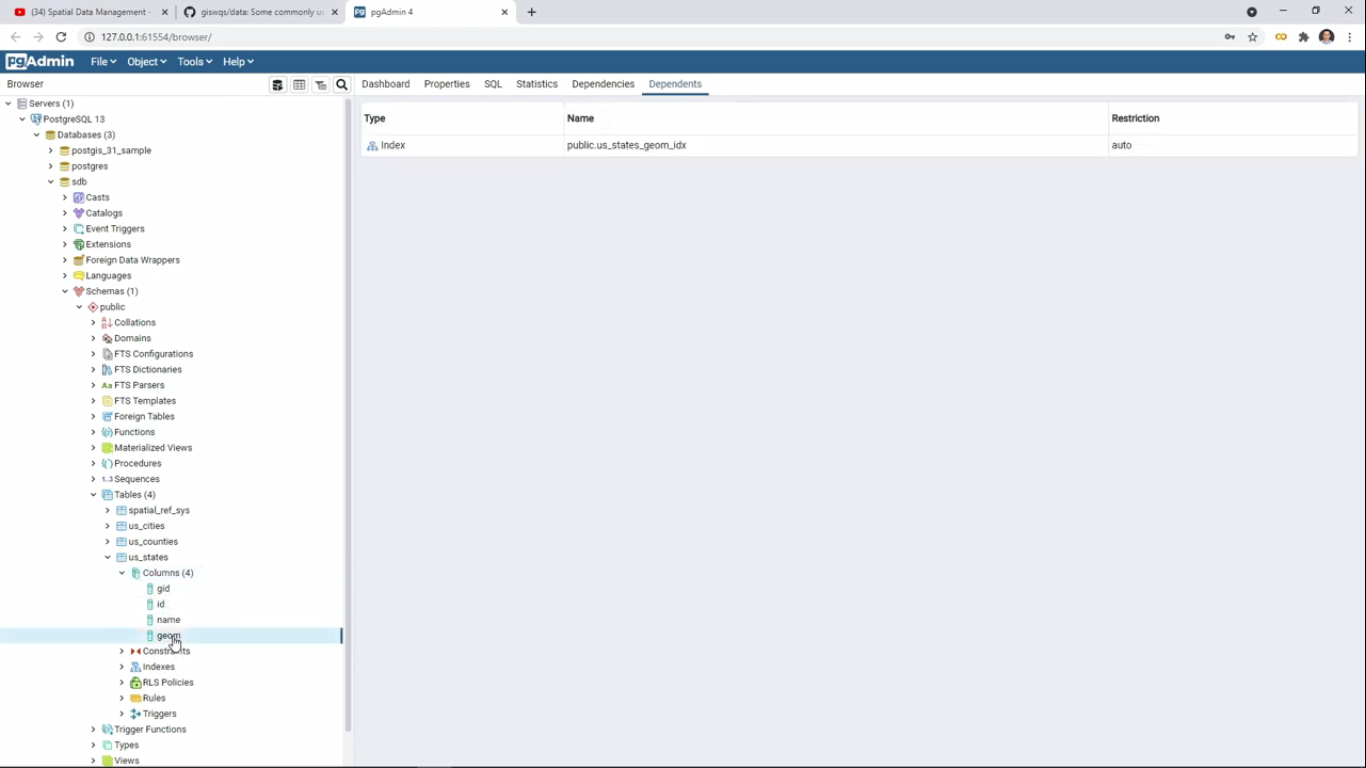 (34) Spatial Data Management -
giswqs/data: Some commonly us
pgAdmin 4
127.0.0.1:61554/browser/
pgAdmin File Object Tools Help
Browser
Dashboard Properties SQL Statistics Dependencies Dependents
Servers (1)
PostgreSQL 13
Databases (3)
postgis_31_sample
postgres
sdb
Casts
Catalogs
Event Triggers
Extensions
Foreign Data Wrappers
Languages
Schemas (1)
public
Collations
Domains
FTS Configurations
FTS Dictionaries
Aa FTS Parsers
FTS Templates
Foreign Tables
Functions
Materialized Views
Procedures
1..3 Sequences
Tables (4)
spatial_ref_sys
us_cities
us_counties
us_states
Columns (4)
gid
id
name
geom
Constraints
Indexes
RLS Policies
Rules
Triggers
Trigger Functions
Types
Views
Type Name Restriction
Index public.us_states_geom_idx auto